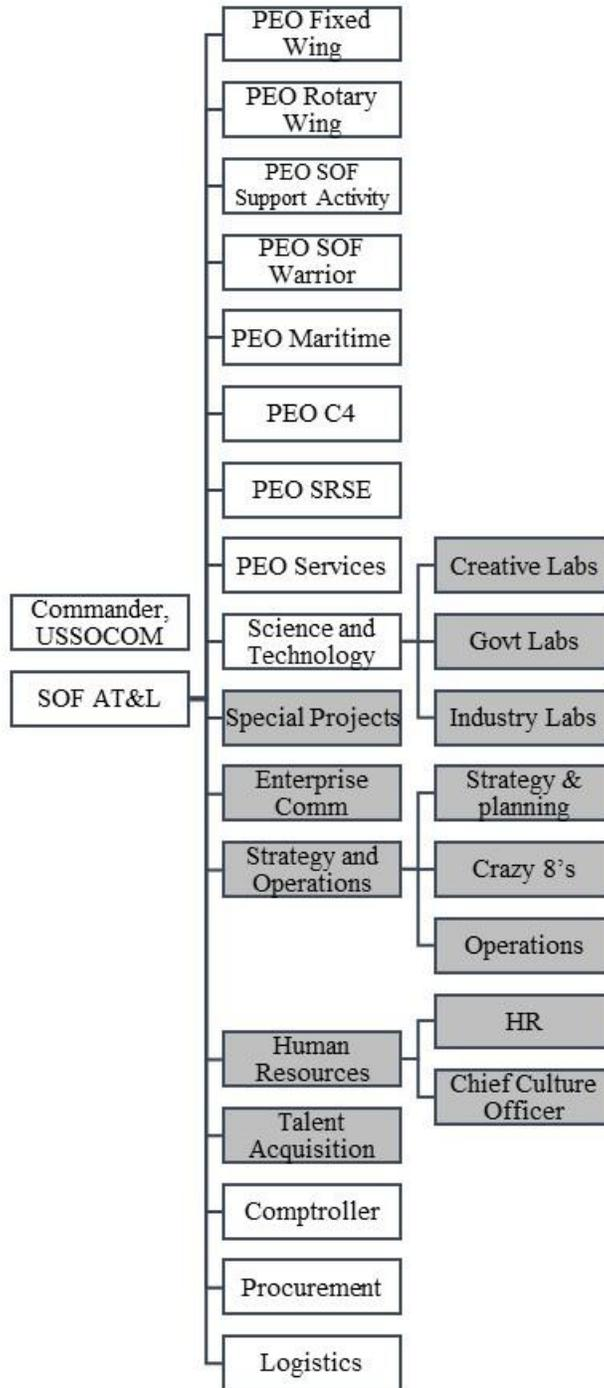 PEO Fixed
Wing
PEO Rotary
Wing
PEO SOF
Support Activity
PEO SOF
Warrior
PEO Maritime
PEO C4
PEO SRSE
PEO Services
Creative Labs
Commander,
USSOCOM
Science and
Technology
Govt Labs
SOF AT&L
Special Projects
Industry Labs
Enterprise
Comm
Strategy &
planning
Strategy and
Operations
Crazy 8’s
Operations
HR
Human
Resources
Chief Culture
Officer
Talent
Acquisition
Comptroller
Procurement
Logistics